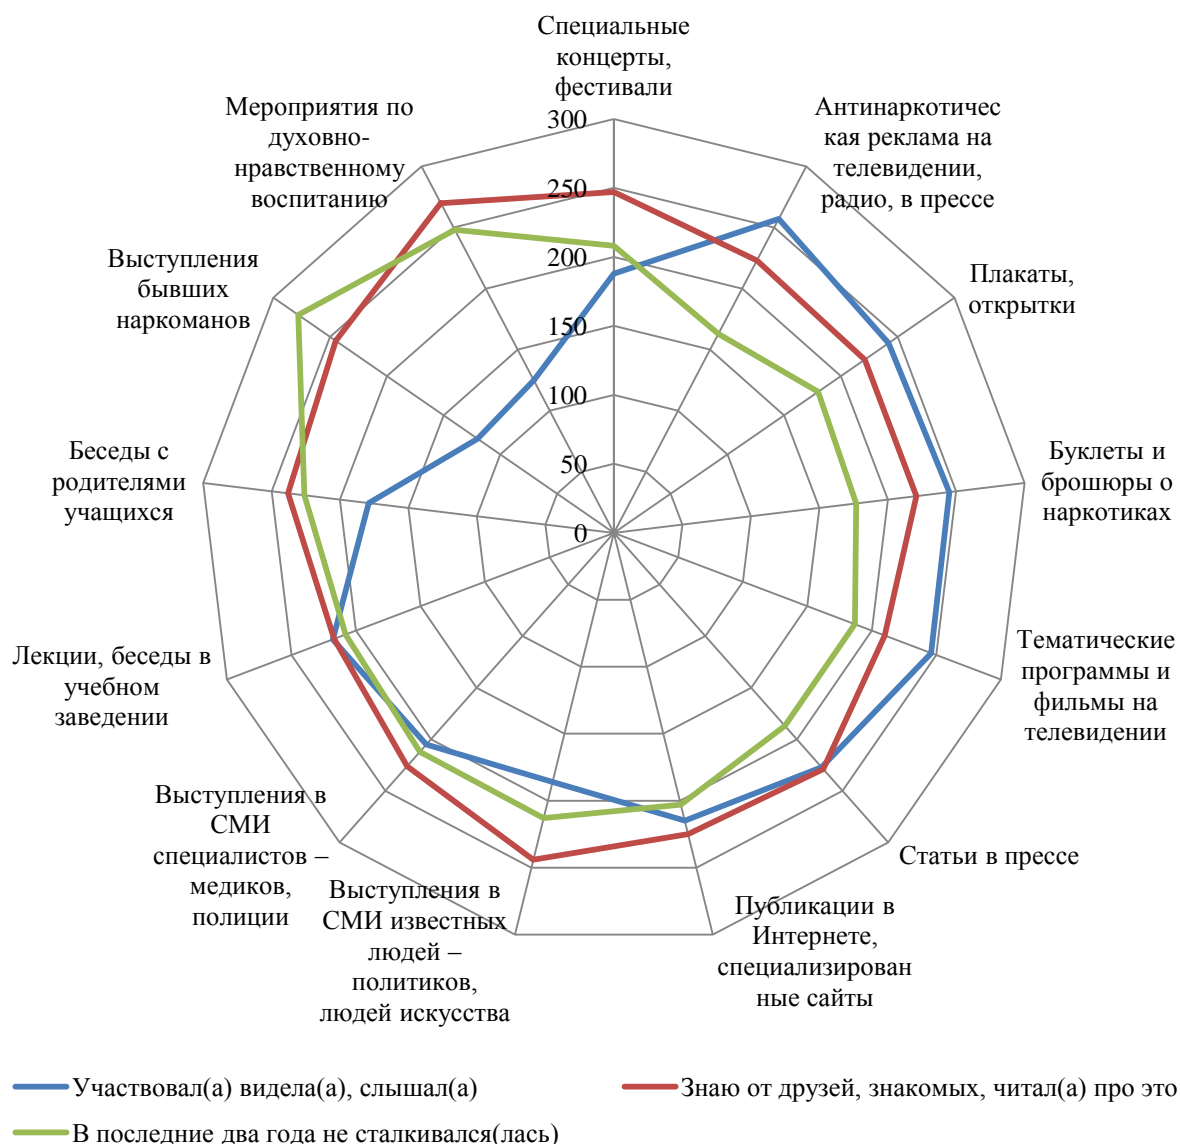 Специальные
концерты,
фестивали
Антинаркотичес
кая реклама на
телевидении,
радио, в прессе
Плакаты,
открытки
Буклеты и
брошюры о
наркотиках
Тематические
программы и
фильмы на
телевидении
Статьи в прессе
Публикации в
Интернете,
специализирован
ные сайты
Выступления в
СМИ известных
людей –
политиков,
людей искусства
Выступления в
СМИ
специалистов –
медиков,
полиции
Лекции, беседы в
учебном
заведении
Беседы с
родителями
учащихся
Выступления
бывших
наркоманов
Мероприятия по
духовно-
нравственному
воспитанию
300
250
200
150
100
50
0
Участвовал(а) видела(а), слышал(а)
Знаю от друзей, знакомых, читал(а) про это
В последние два года не сталкивался(лась)